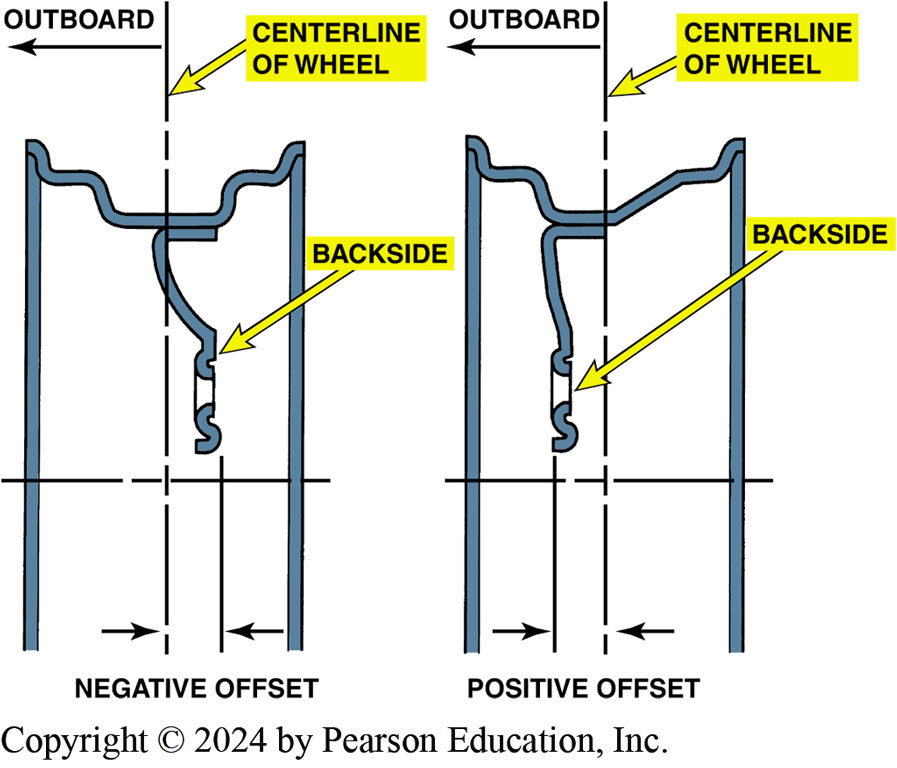 OUTBOARD
CENTERLINE
OF WHEEL
OUTBOARD
CENTERLINE
OF WHEEL
BACKSIDE
BACKSIDE
NEGATIVE OFFSET
POSITIVE OFFSET
Copyright © 2024 by Pearson Education, Inc.